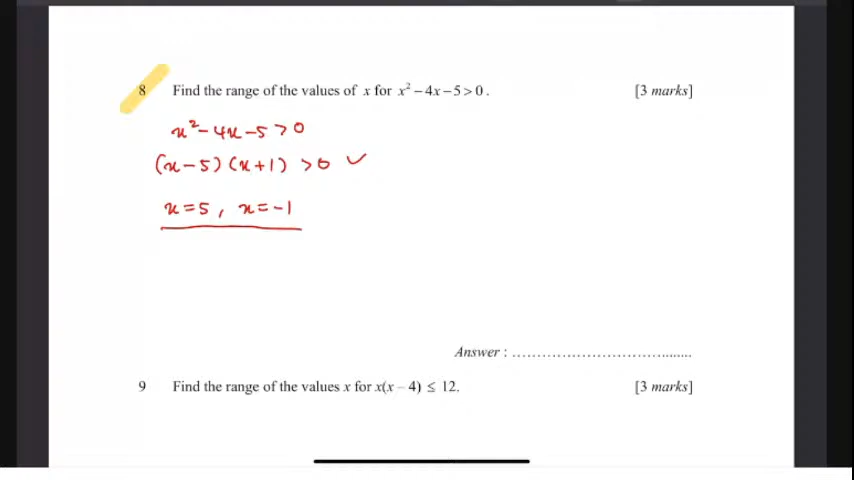 8 Find the range of the values of x for x² – 4x – 5 > 0 . [3 marks]
x² – 4x – 5 > 0
(x – 5) (x + 1) > 0 ✓
x = 5 , x = –1
Answer : ....................................
9 Find the range of the values x for x(x – 4) ≤ 12. [3 marks]